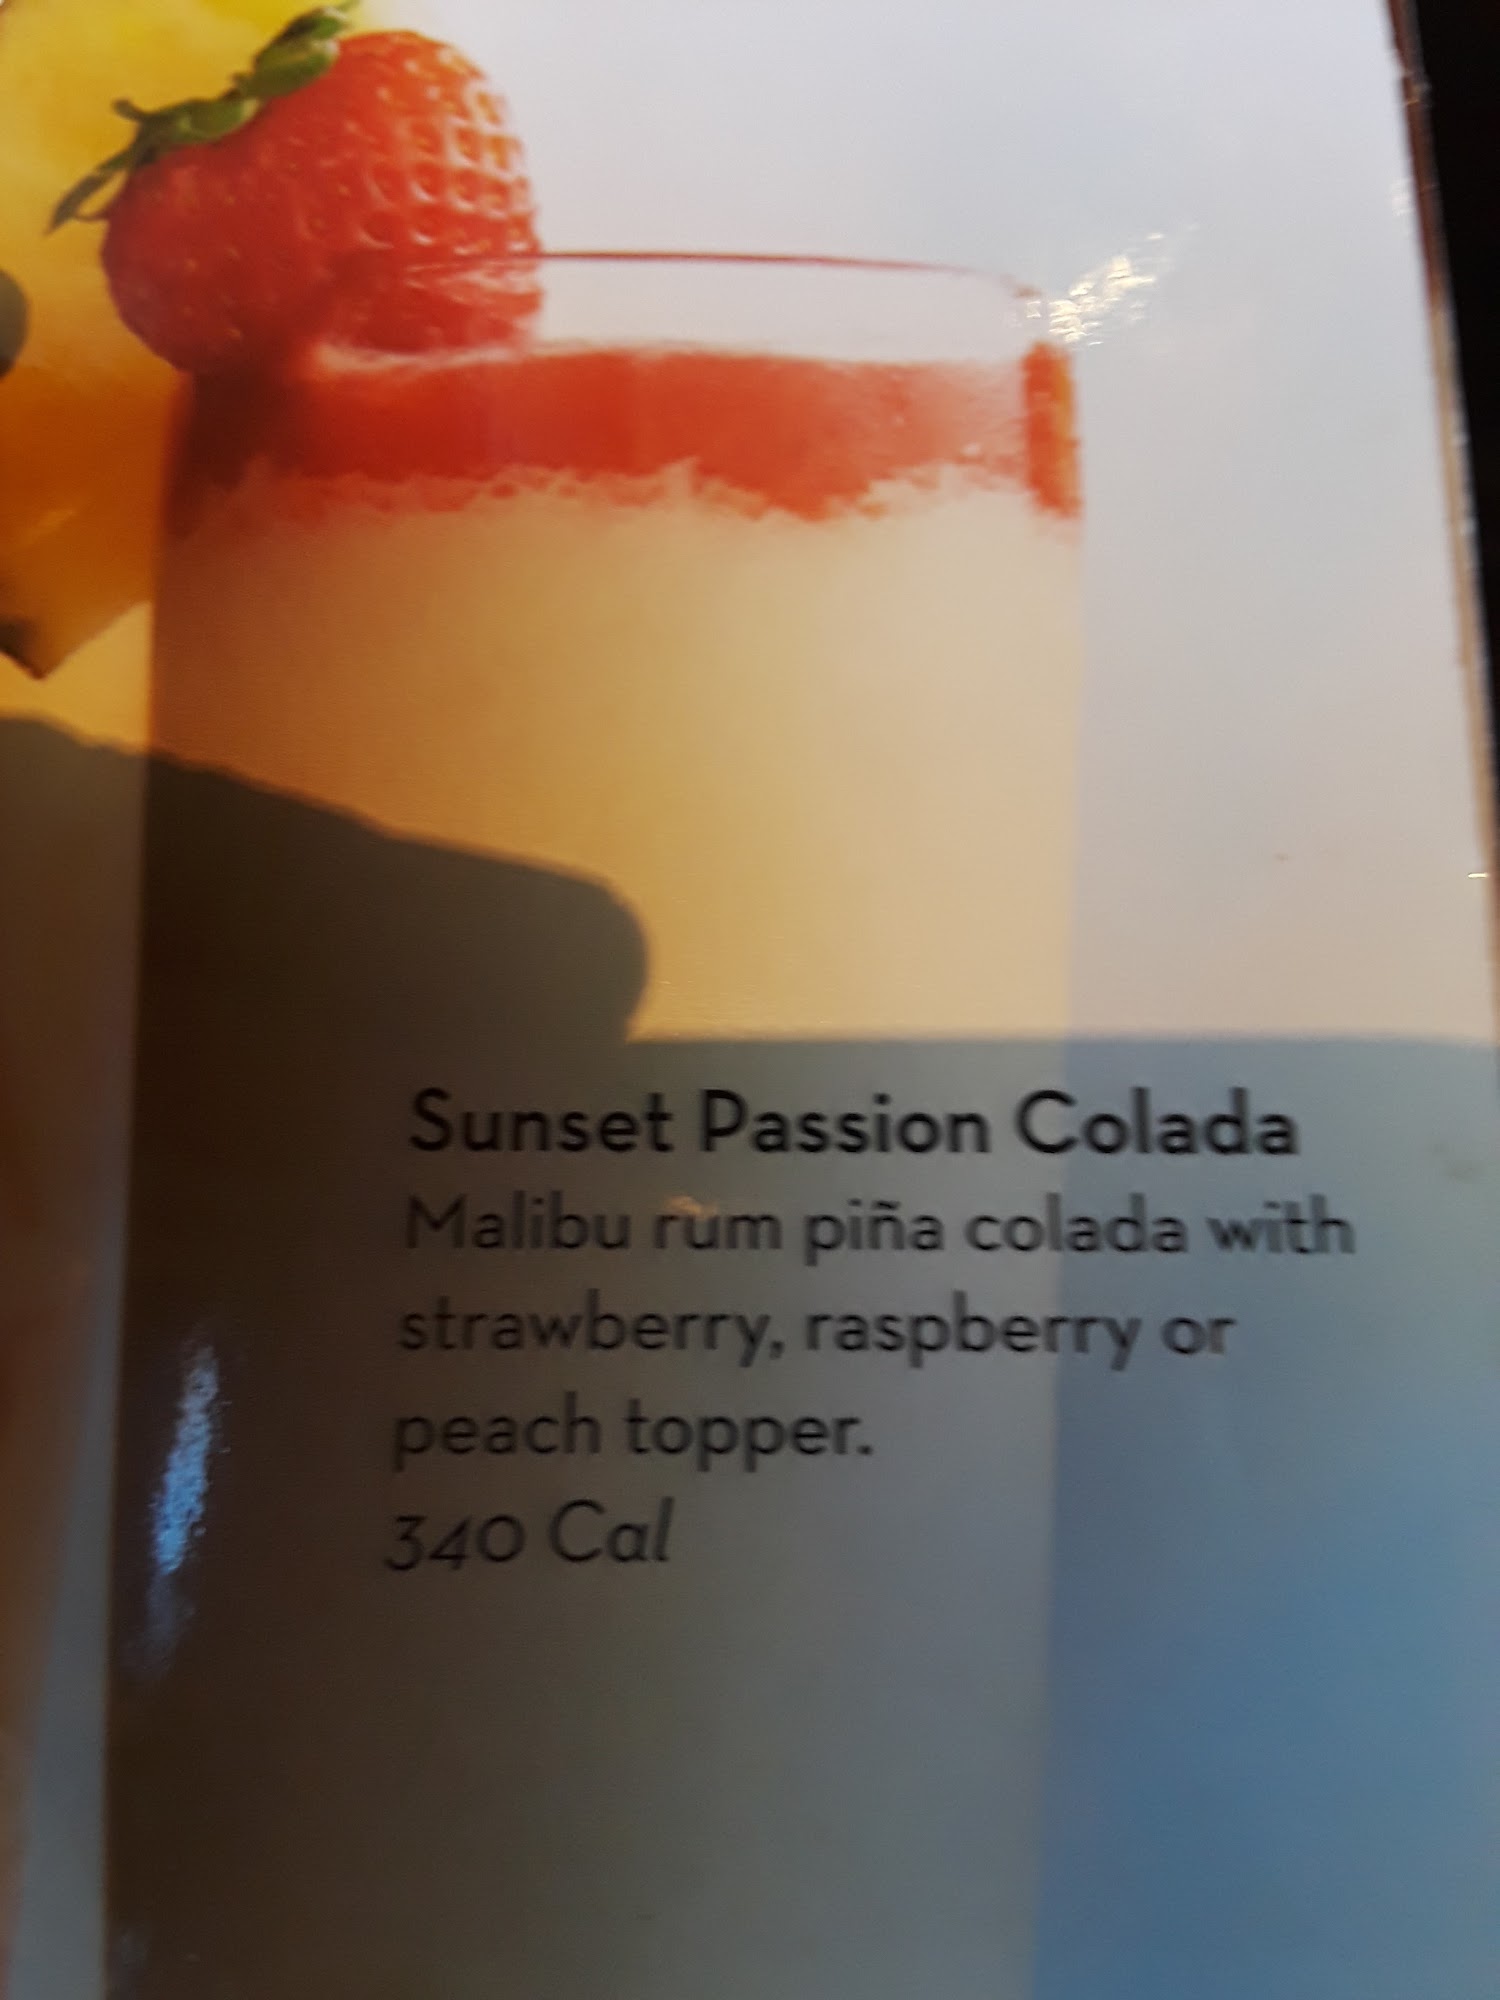 Sunset Passion Colada
Malibu rum piña colada with
strawberry, raspberry or
peach topper.
340 Cal